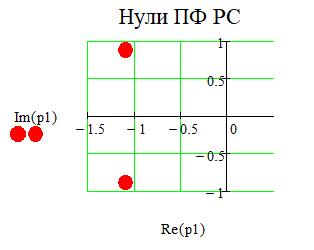 Нули ПФ РС
1
0.5
Im(p1)
− 1.5 − 1 − 0.5 0
− 0.5
− 1
Re(p1)